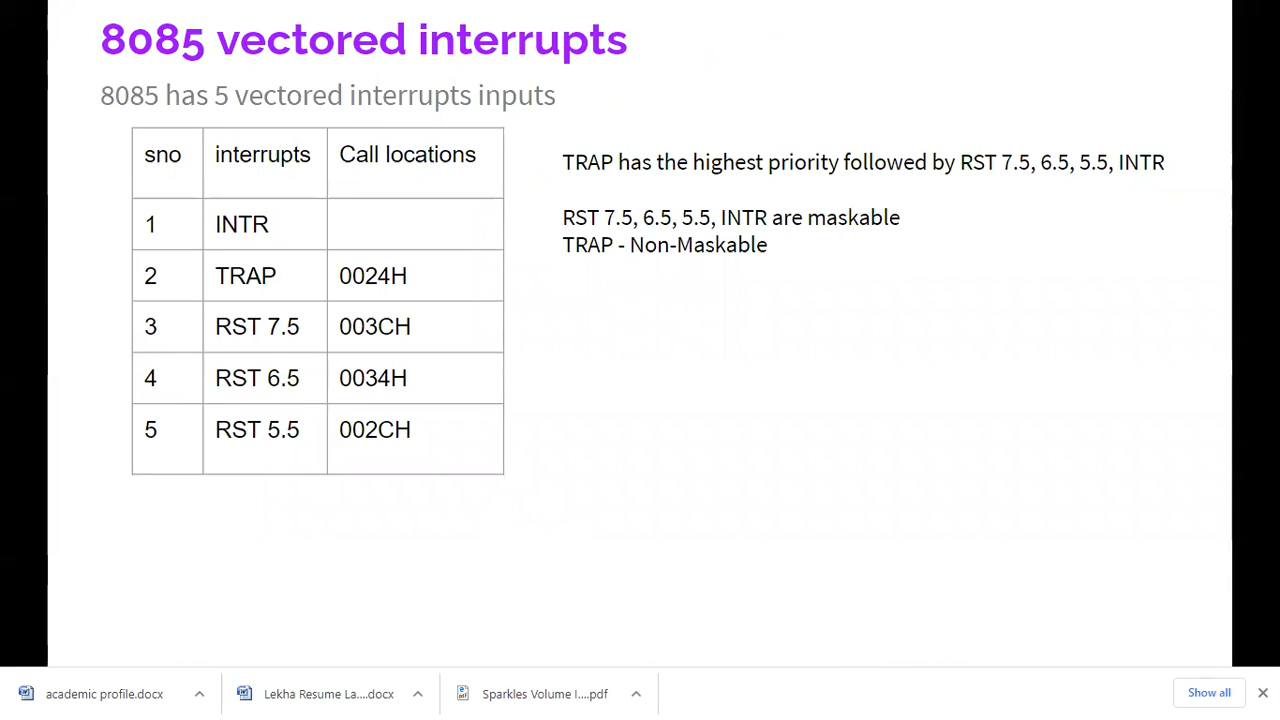 8085 vectored interrupts
8085 has 5 vectored interrupts inputs
sno interrupts Call locations
1 INTR
2 TRAP 0024H
3 RST 7.5 003CH
4 RST 6.5 0034H
5 RST 5.5 002CH
TRAP has the highest priority followed by RST 7.5, 6.5, 5.5, INTR
RST 7.5, 6.5, 5.5, INTR are maskable
TRAP - Non-Maskable
academic profile.docx
Lekha Resume La....docx
Sparkles Volume I....pdf
Show all